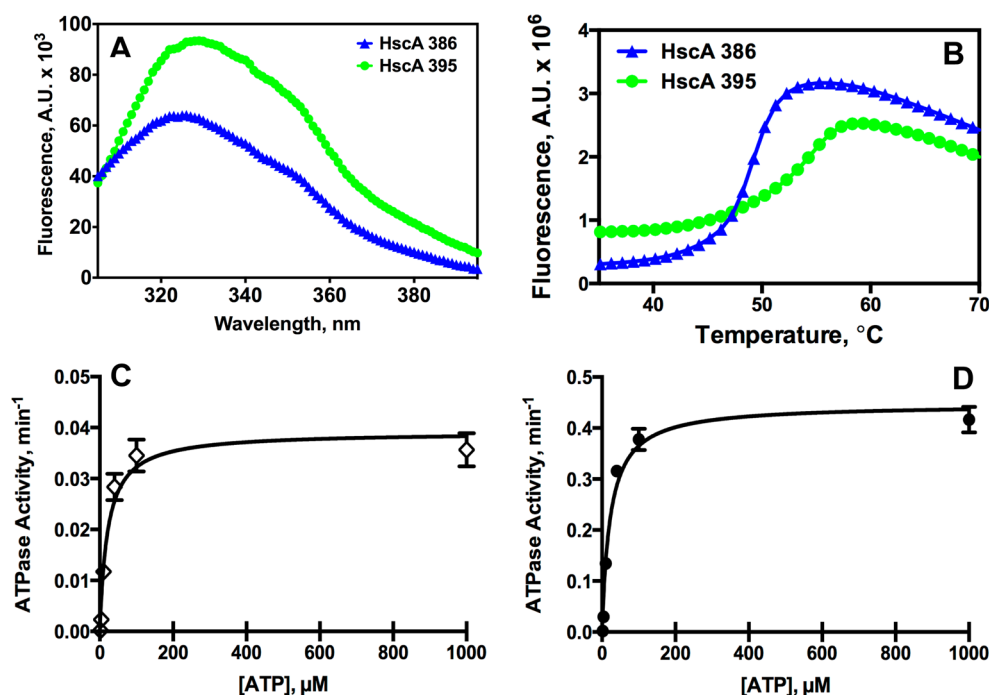 A
HscA 386
HscA 395
Fluorescence, A.U. x 10³
100
80
60
40
20
0
320 340 360 380
Wavelength, nm
B
HscA 386
HscA 395
Fluorescence, A.U. x 10⁶
4
3
2
1
0
40 50 60 70
Temperature, °C
C
ATPase Activity, min⁻¹
0.05
0.04
0.03
0.02
0.01
0.00
0 200 400 600 800 1000
[ATP], µM
D
ATPase Activity, min⁻¹
0.5
0.4
0.3
0.2
0.1
0.0
0 200 400 600 800 1000
[ATP], µM